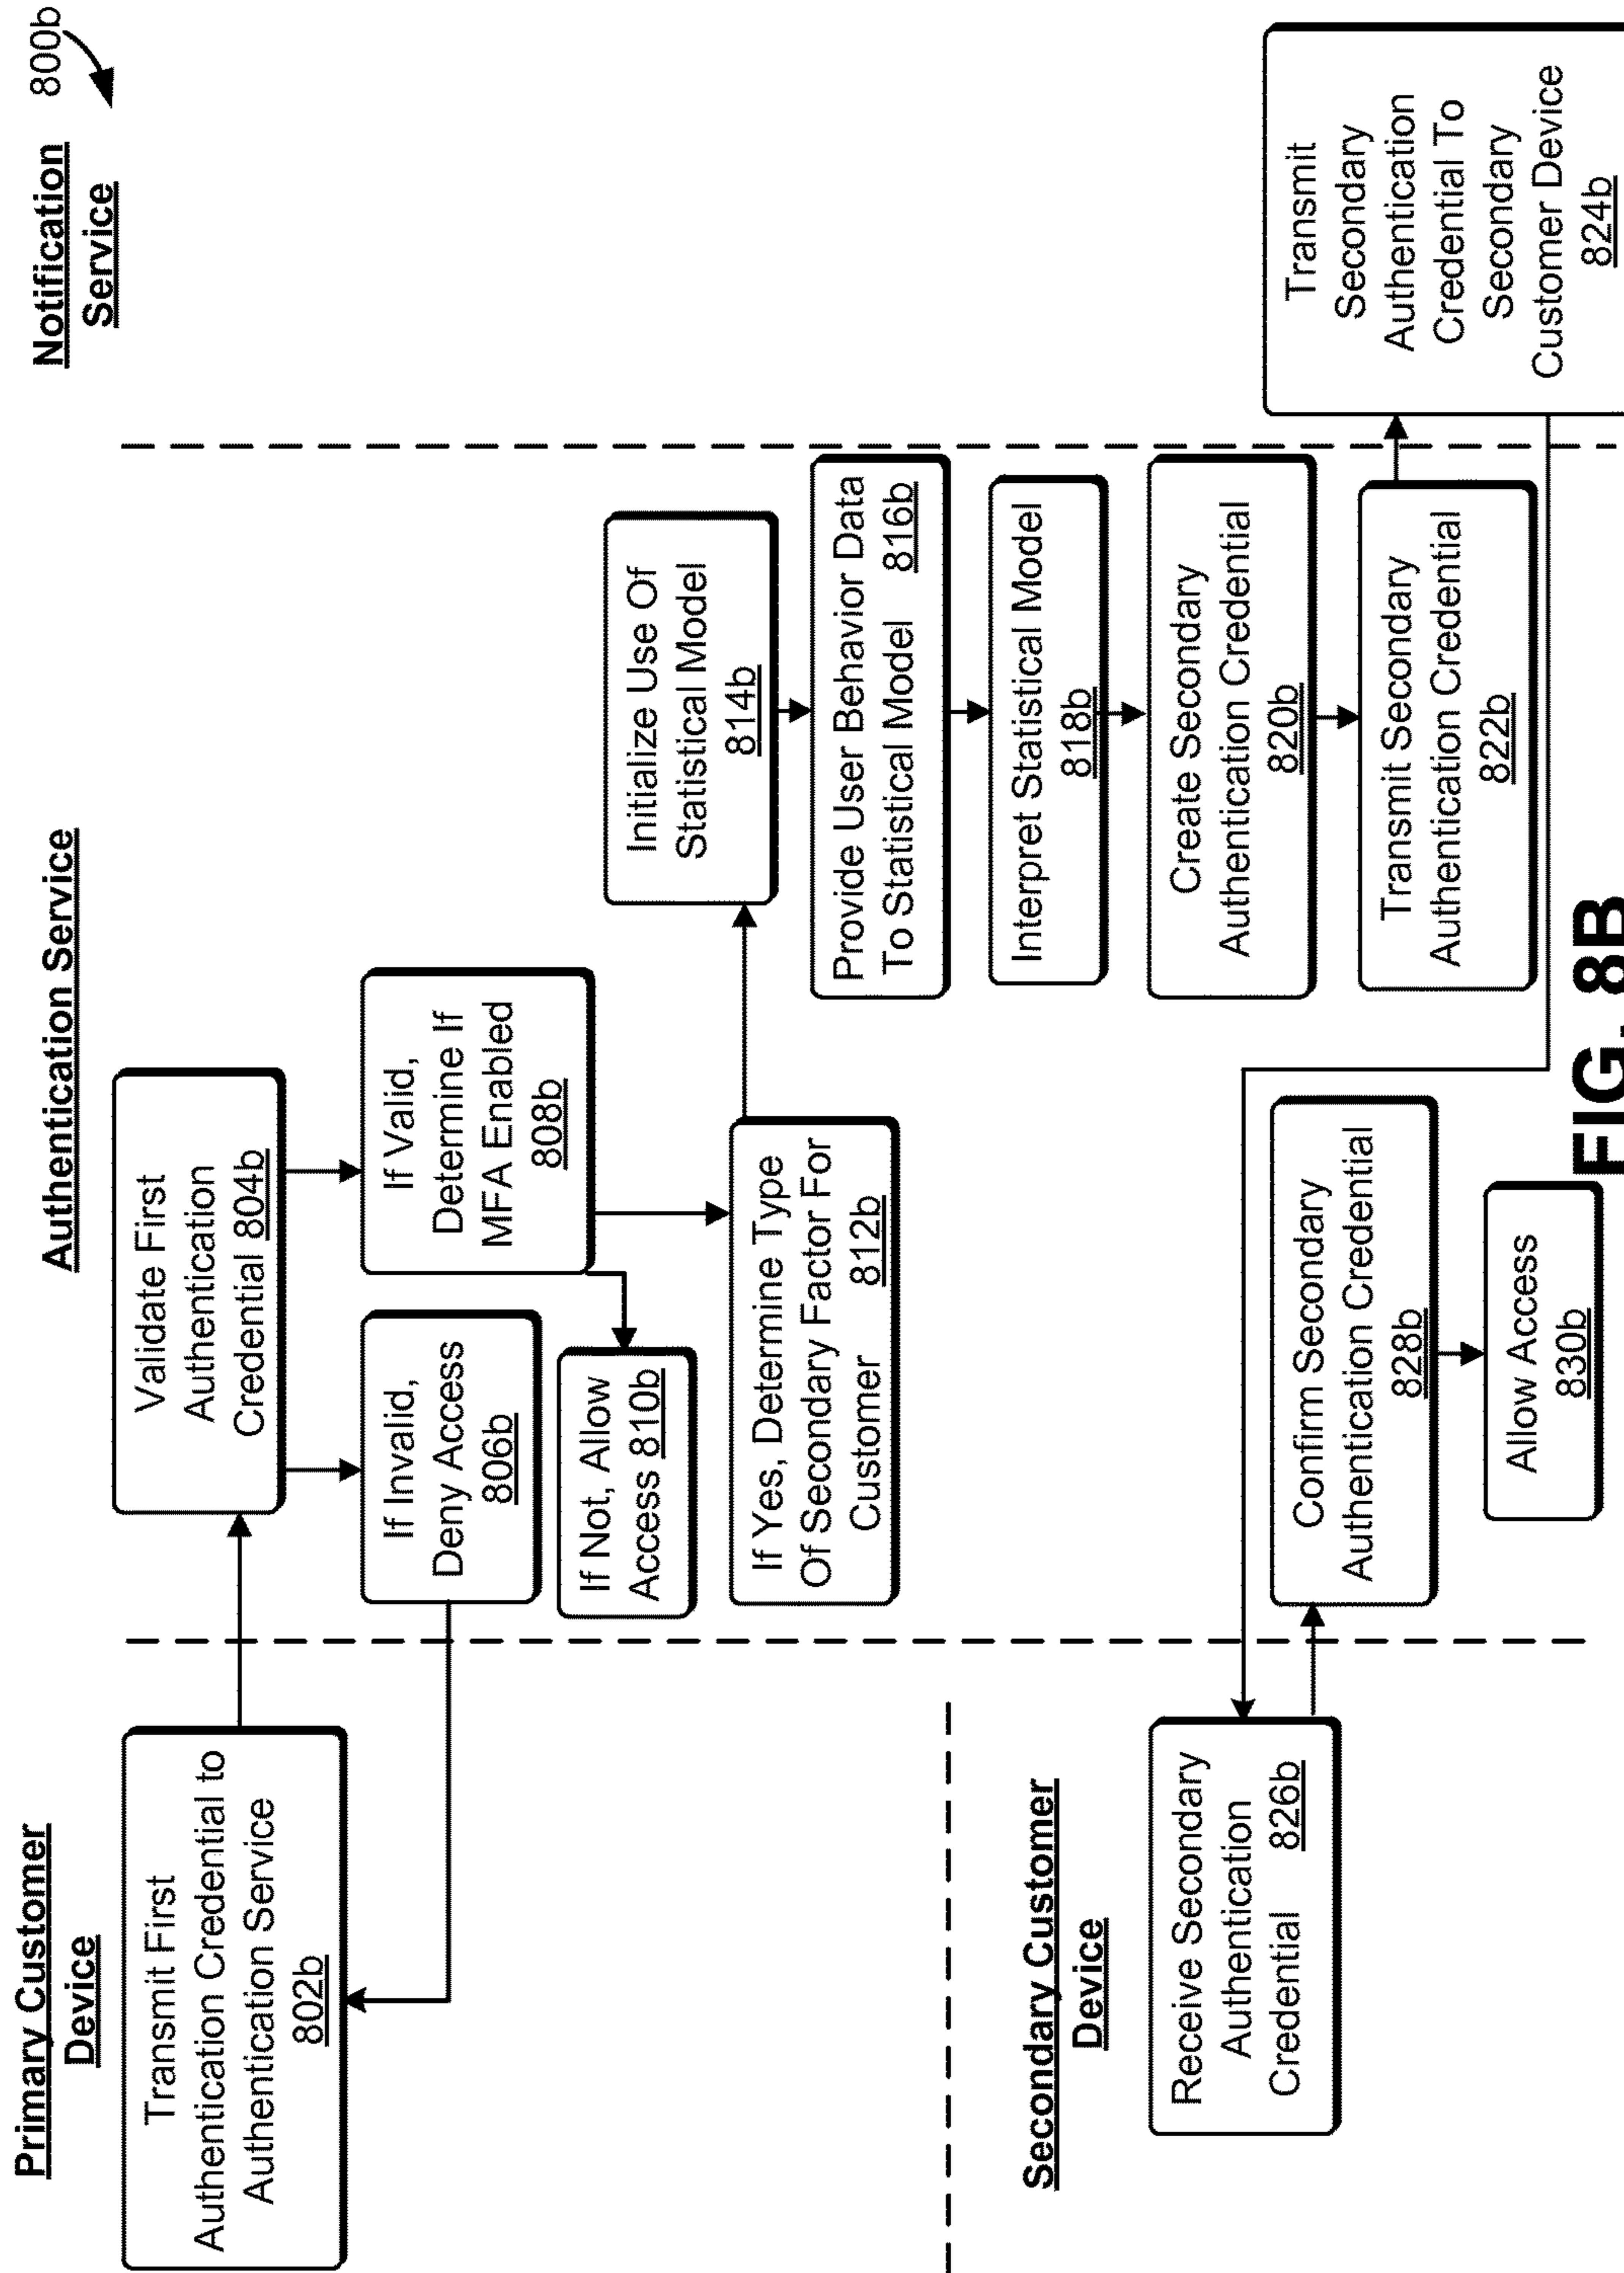 800b
Primary Customer
Device
Authentication Service
Notification
Service
Transmit First
Authentication Credential to
Authentication Service
802b
Validate First
Authentication
Credential 804b
If Invalid,
Deny Access
806b
If Valid,
Determine If
MFA Enabled
808b
If Not, Allow
Access 810b
If Yes, Determine Type
Of Secondary Factor For
Customer 812b
Initialize Use Of
Statistical Model
814b
Provide User Behavior Data
To Statistical Model 816b
Interpret Statistical Model
818b
Create Secondary
Authentication Credential
820b
Transmit Secondary
Authentication Credential
822b
Transmit
Secondary
Authentication
Credential To
Secondary
Customer Device
824b
Secondary Customer
Device
Receive Secondary
Authentication
Credential 826b
Confirm Secondary
Authentication Credential
828b
Allow Access
830b
FIG. 8B